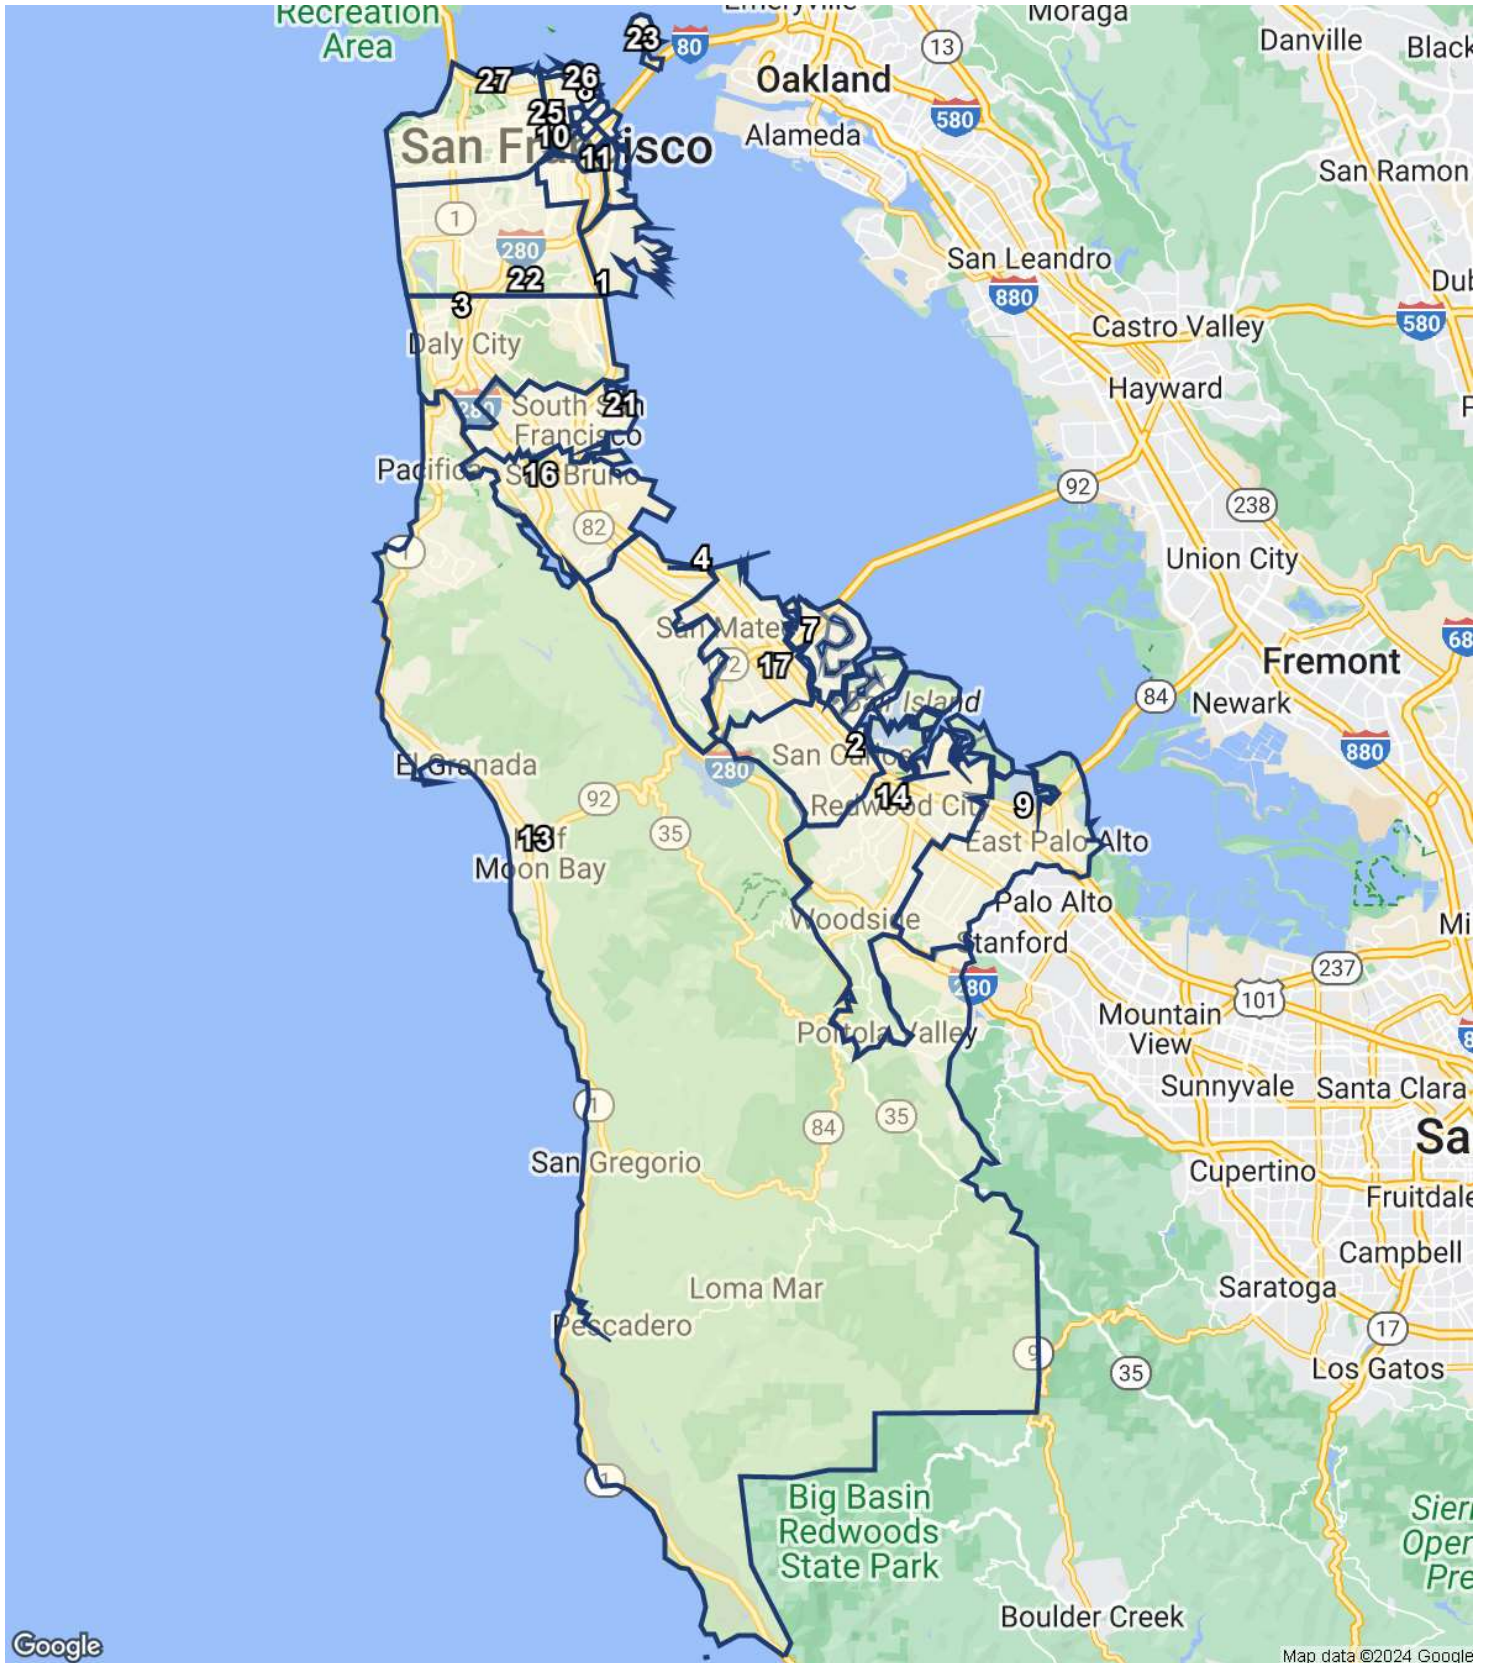 Recreation
Area
Emeryville
Moraga
Danville
Black
23
80
13
27
26
8
Oakland
25
580
Alameda
10
San Francisco
11
San Ramon
1
280
San Leandro
22
1
880
Dub
3
Castro Valley
580
Daly City
Hayward
280
South San
21
Francisco
F
Pacifica
16
San Bruno
92
238
82
1
4
Union City
San Mateo
7
68
92
17
Fremont
84
Newark
Bair Island
2
San Carlos
880
El Granada
280
92
14
Redwood City
9
35
East Palo Alto
13
Half
Moon Bay
Palo Alto
Woodside
Stanford
Mi
237
280
101
Mountain
View
8
Portola Valley
Sunnyvale
Santa Clara
1
84
35
Sa
San Gregorio
Cupertino
Fruitdale
Campbell
Loma Mar
Saratoga
Pescadero
17
9
35
Los Gatos
1
Big Basin
Redwoods
State Park
Sierr
Open
Pre
Boulder Creek
Google
Map data ©2024 Google